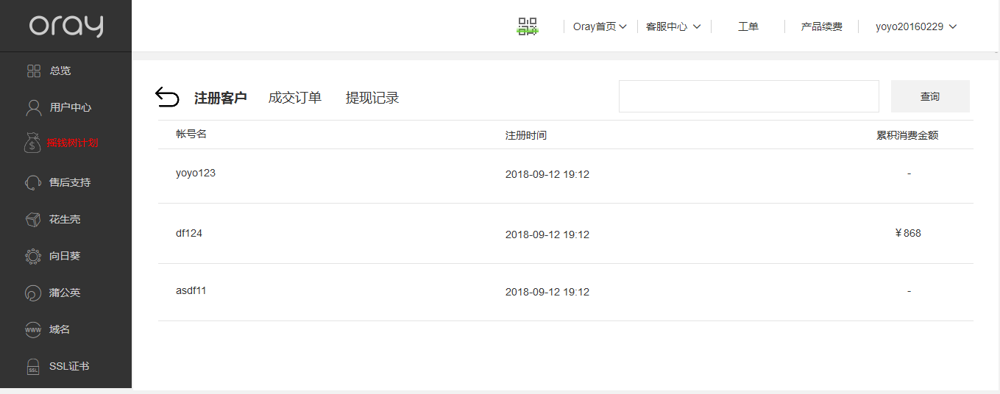 oray
Oray首页
客服中心
工单
产品续费
yoyo20160229
总览
用户中心
摇钱树计划
售后支持
花生壳
向日葵
蒲公英
www
域名
SSL
SSL证书
注册客户
成交订单
提现记录
查询
帐号名
注册时间
累积消费金额
yoyo123
2018-09-12 19:12
-
df124
2018-09-12 19:12
￥868
asdf11
2018-09-12 19:12
-